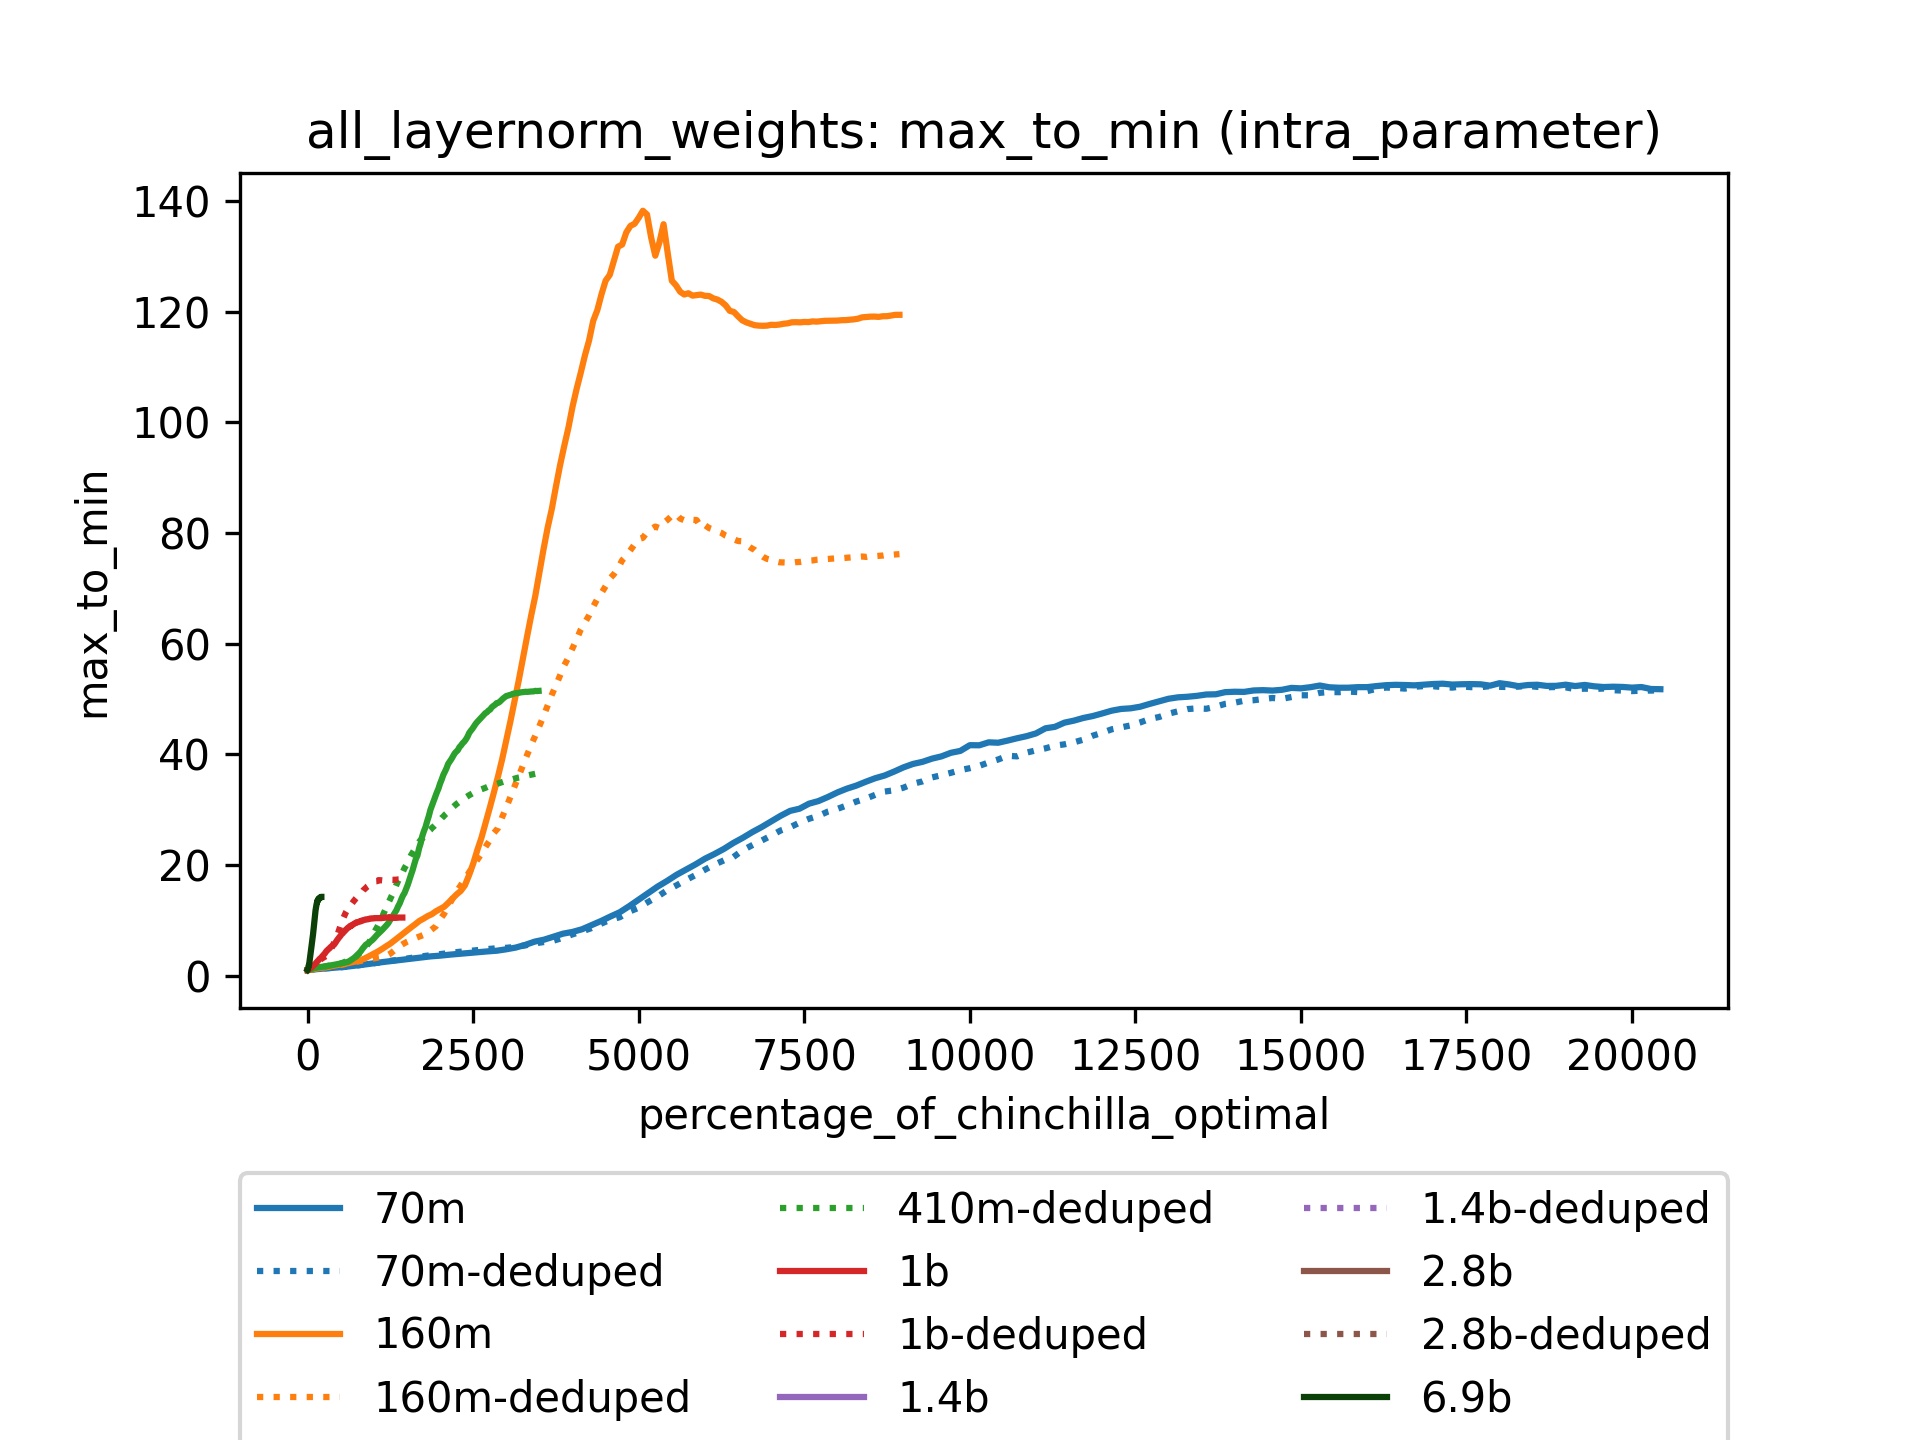 all_layernorm_weights: max_to_min (intra_parameter)
140
120
100
80
60
40
20
0
max_to_min
0 2500 5000 7500 10000 12500 15000 17500 20000
percentage_of_chinchilla_optimal
70m 410m-deduped 1.4b-deduped
70m-deduped 1b 2.8b
160m 1b-deduped 2.8b-deduped
160m-deduped 1.4b 6.9b